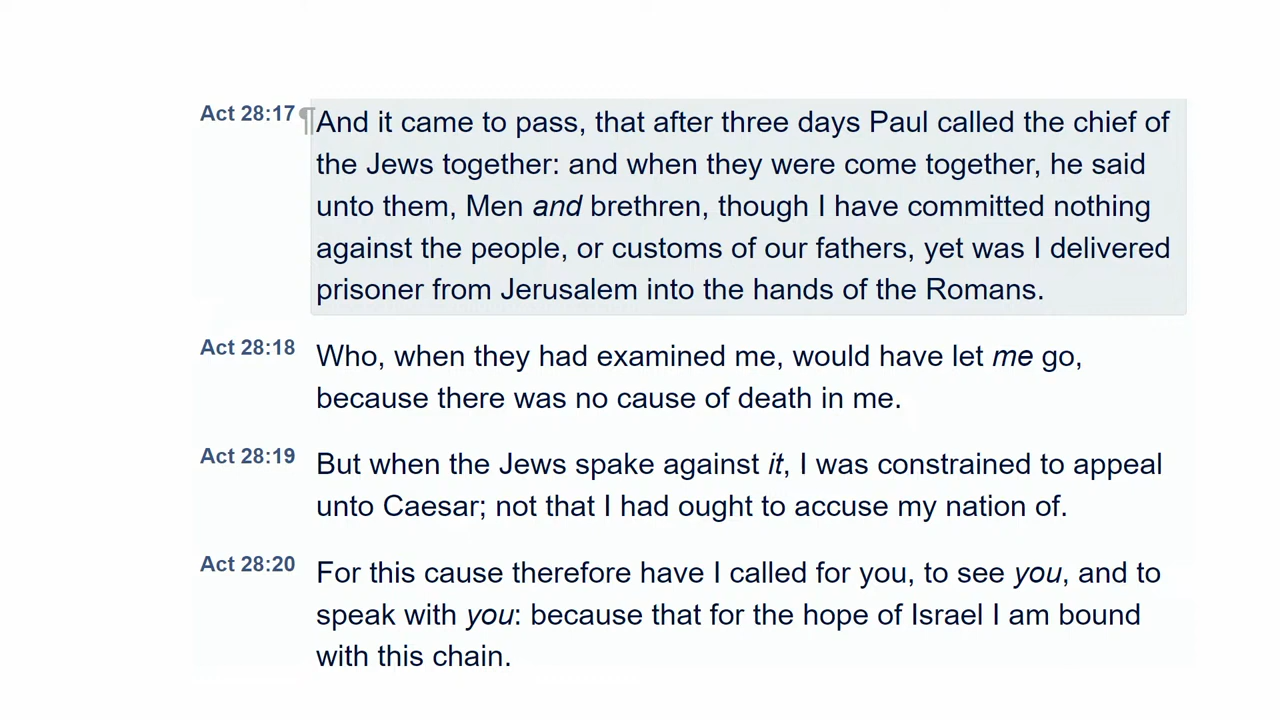 Act 28:17 ¶And it came to pass, that after three days Paul called the chief of
the Jews together: and when they were come together, he said
unto them, Men and brethren, though I have committed nothing
against the people, or customs of our fathers, yet was I delivered
prisoner from Jerusalem into the hands of the Romans.
Act 28:18 Who, when they had examined me, would have let me go,
because there was no cause of death in me.
Act 28:19 But when the Jews spake against it, I was constrained to appeal
unto Caesar; not that I had ought to accuse my nation of.
Act 28:20 For this cause therefore have I called for you, to see you, and to
speak with you: because that for the hope of Israel I am bound
with this chain.